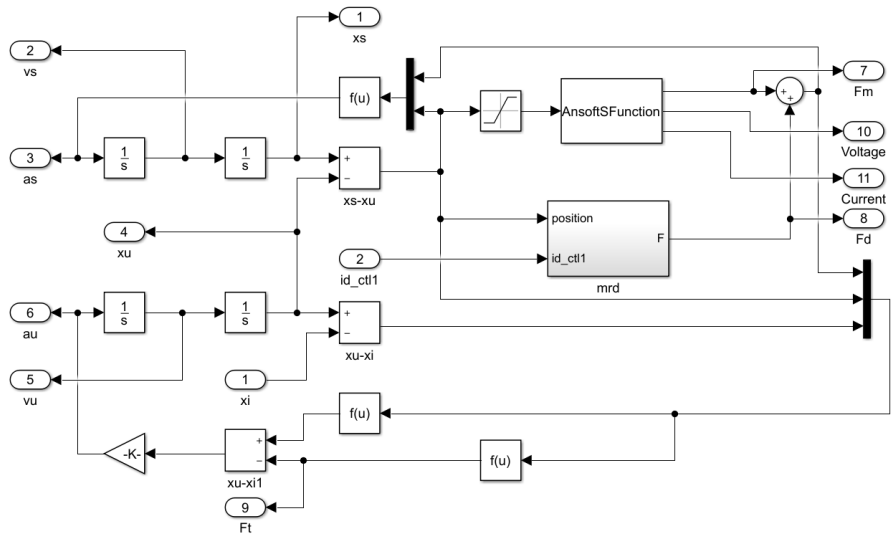 1
xs
2
vs
f(u)
AnsoftSFunction
+
+
7
Fm
10
Voltage
3
as
1
s
1
s
+
−
xs-xu
11
Current
4
xu
position
id_ctl1
F
mrd
8
Fd
2
id_ctl1
6
au
1
s
1
s
+
−
xu-xi
5
vu
1
xi
f(u)
-K-
+
−
xu-xi1
f(u)
9
Ft